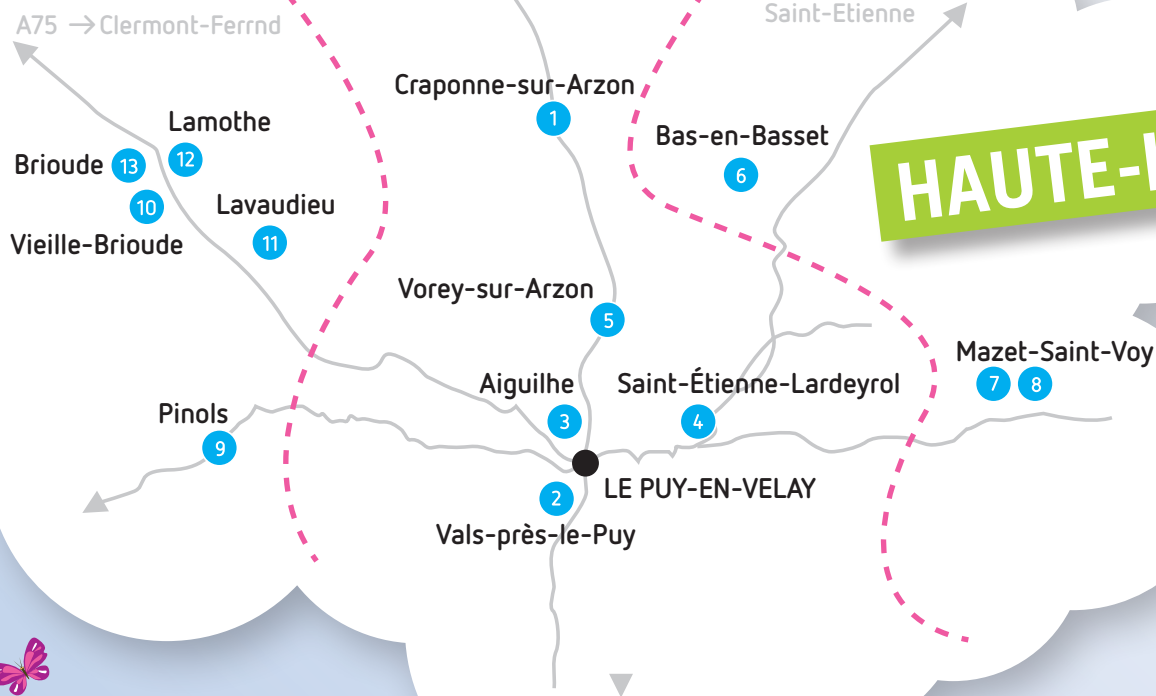 A75 → Clermont-Ferrnd
Saint-Etienne
Craponne-sur-Arzon
1
Lamothe
12
Bas-en-Basset
6
Brioude 13
HAUTE-
10
Vieille-Brioude
Lavaudieu
11
Vorey-sur-Arzon
5
Mazet-Saint-Voy
7 8
Aiguilhe
3
Saint-Étienne-Lardeyrol
4
Pinols
9
LE PUY-EN-VELAY
2
Vals-près-le-Puy